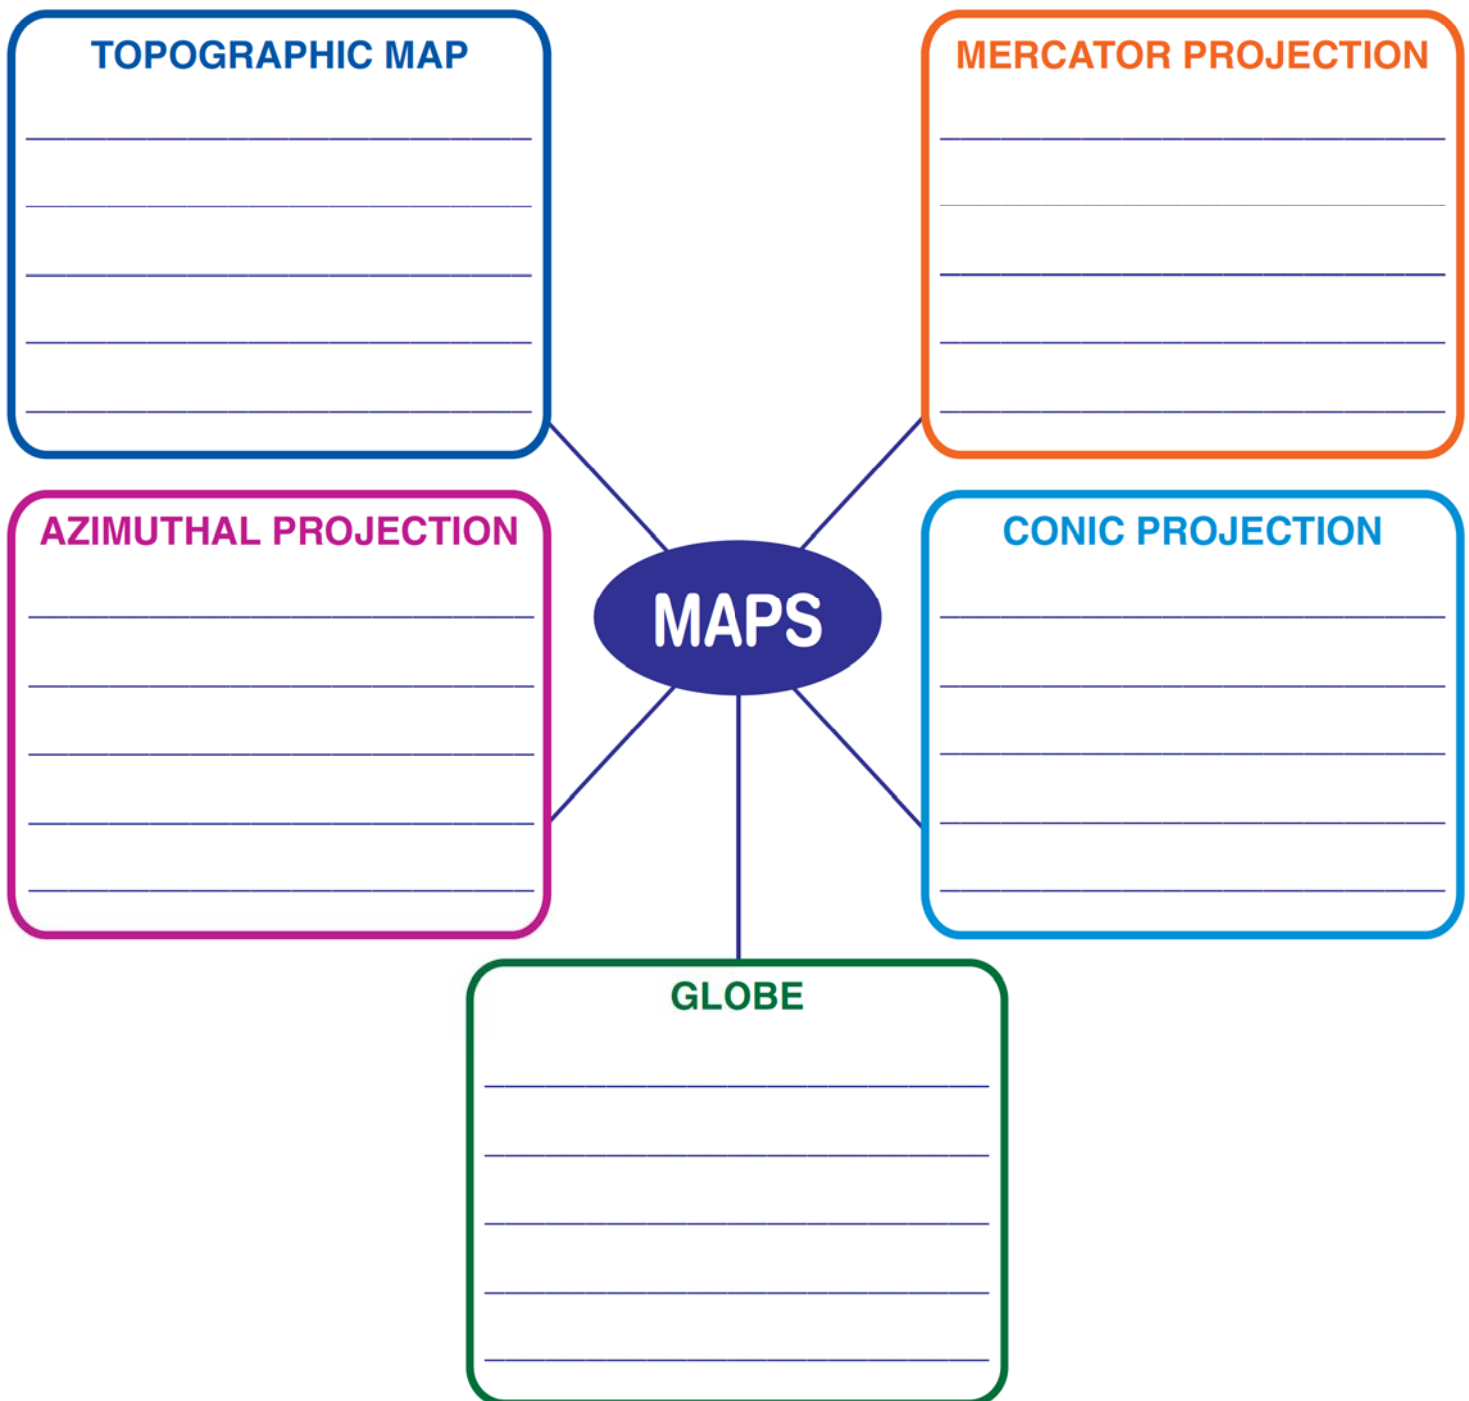 TOPOGRAPHIC MAP
MERCATOR PROJECTION
AZIMUTHAL PROJECTION
CONIC PROJECTION
MAPS
GLOBE